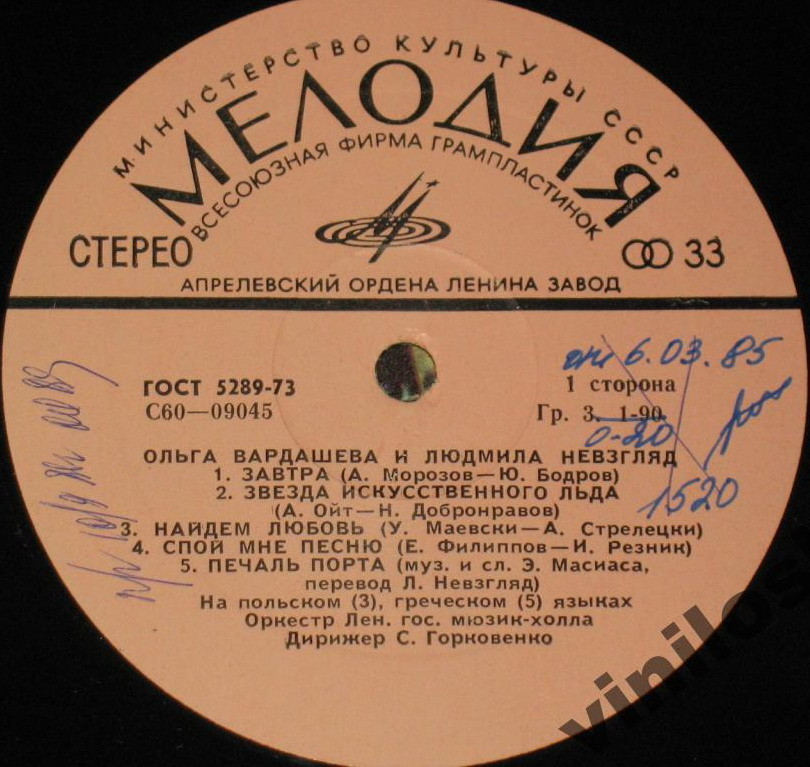 МИНИСТЕРСТВО КУЛЬТУРЫ СССР
МЕЛОДИЯ
ВСЕСОЮЗНАЯ ФИРМА ГРАМПЛАСТИНОК
СТЕРЕО
33
АПРЕЛЕВСКИЙ ОРДЕНА ЛЕНИНА ЗАВОД
6.03.85
ГОСТ 5289-73
1 сторона
С60—09045
Гр. 3. 1-90
0-20
ОЛЬГА ВАРДАШЕВА И ЛЮДМИЛА НЕВЗГЛЯД
1. ЗАВТРА (А. Морозов—Ю. Бодров)
2. ЗВЕЗДА ИСКУССТВЕННОГО ЛЬДА
(А. Ойт—Н. Добронравов)
1520
3. НАЙДЕМ ЛЮБОВЬ (У. Маевски—А. Стрелецки)
4. СПОЙ МНЕ ПЕСНЮ (Е. Филиппов—И. Резник)
5. ПЕЧАЛЬ ПОРТА (муз. и сл. Э. Масиаса,
перевод Л. Невзгляд)
На польском (3), греческом (5) языках
Оркестр Лен. гос. мюзик-холла
Дирижер С. Горковенко